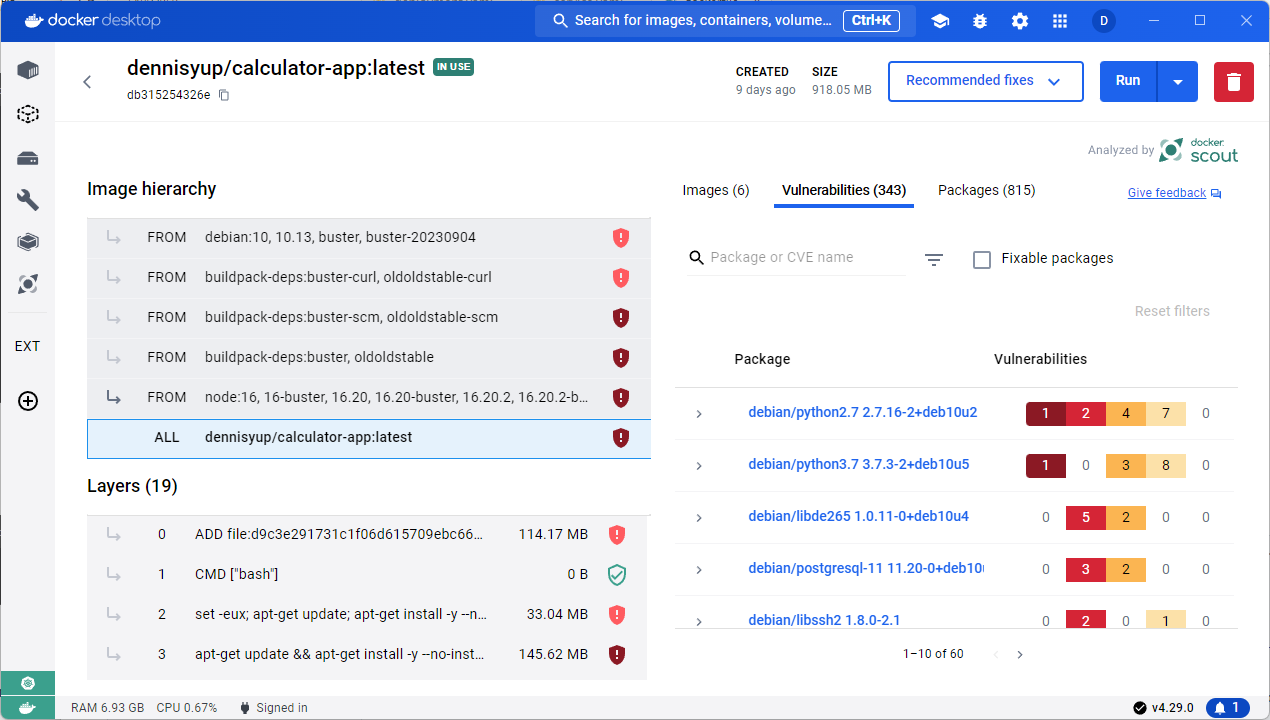 docker desktop
Search for images, containers, volume... Ctrl+K
D
dennisyup/calculator-app:latest IN USE
db315254326e
CREATED
9 days ago
SIZE
918.05 MB
Recommended fixes
Run
Analyzed by docker scout
Image hierarchy
FROM debian:10, 10.13, buster, buster-20230904
FROM buildpack-deps:buster-curl, oldoldstable-curl
FROM buildpack-deps:buster-scm, oldoldstable-scm
FROM buildpack-deps:buster, oldoldstable
FROM node:16, 16-buster, 16.20, 16.20-buster, 16.20.2, 16.20.2-b...
ALL dennisyup/calculator-app:latest
Layers (19)
0 ADD file:d9c3e291731c1f06d615709ebc66... 114.17 MB
1 CMD ["bash"] 0 B
2 set -eux; apt-get update; apt-get install -y --n... 33.04 MB
3 apt-get update && apt-get install -y --no-inst... 145.62 MB
Images (6) Vulnerabilities (343) Packages (815) Give feedback
Package or CVE name Fixable packages
Reset filters
Package Vulnerabilities
debian/python2.7 2.7.16-2+deb10u2 1 2 4 7 0
debian/python3.7 3.7.3-2+deb10u5 1 0 3 8 0
debian/libde265 1.0.11-0+deb10u4 0 5 2 0 0
debian/postgresql-11 11.20-0+deb10u 0 3 2 0 0
debian/libssh2 1.8.0-2.1 0 2 0 1 0
1–10 of 60
EXT
RAM 6.93 GB CPU 0.67% Signed in
v4.29.0 1